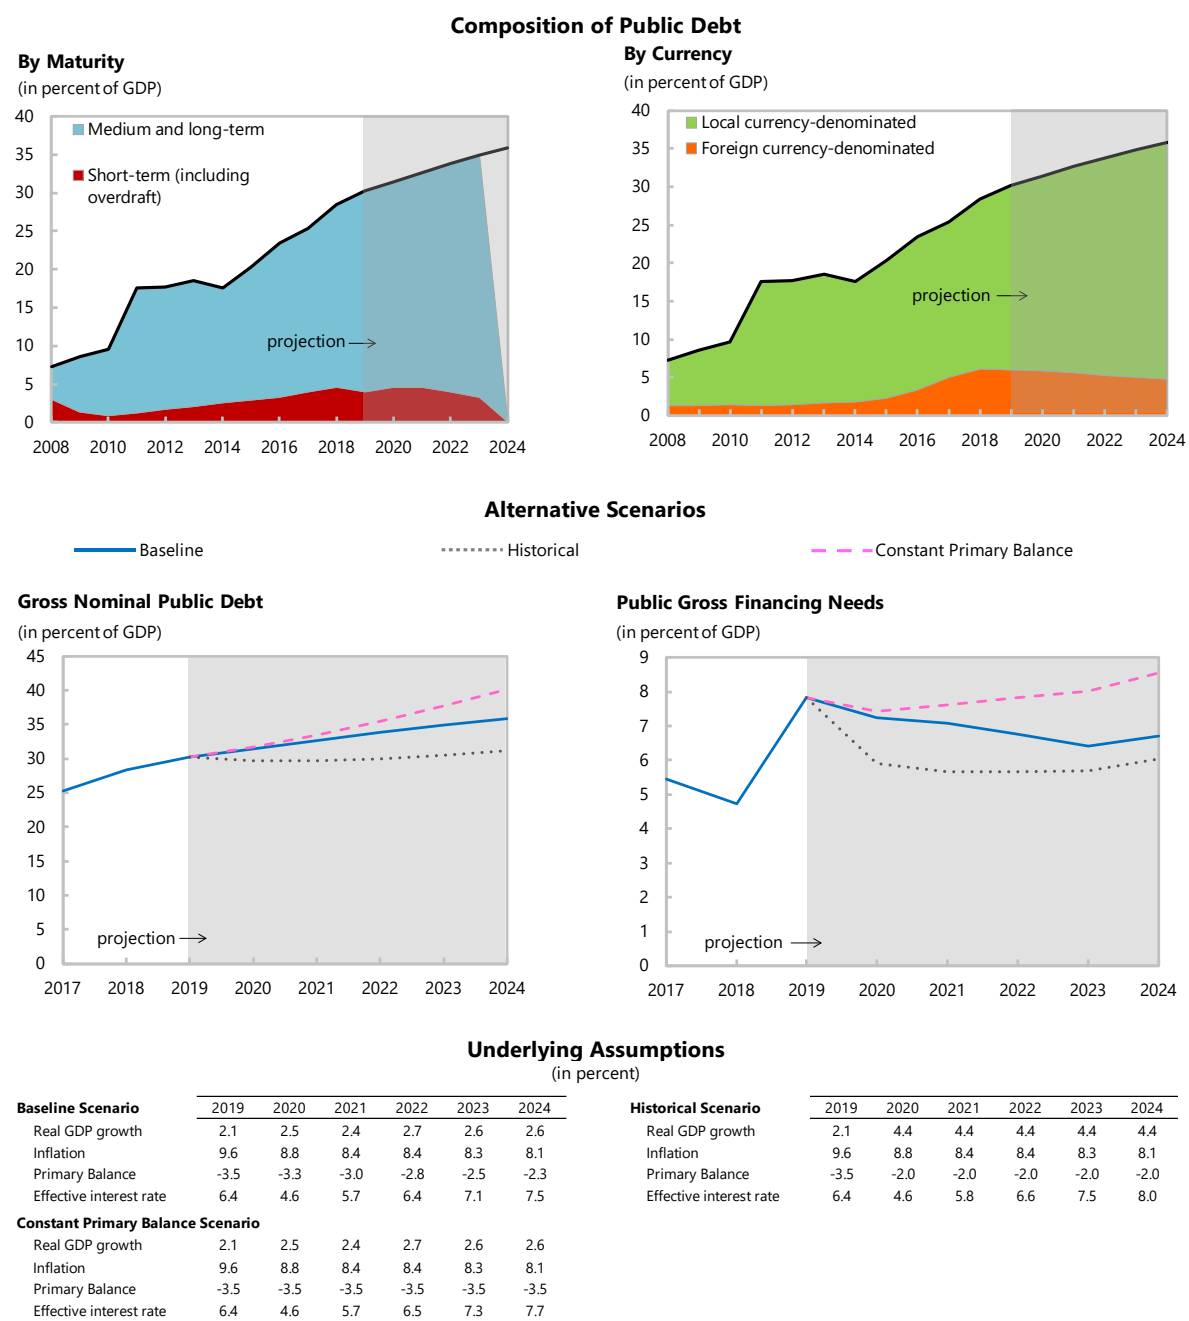 Composition of Public Debt
By Maturity
(in percent of GDP)
40
35
30
25
20
15
10
5
0
Medium and long-term
Short-term (including
overdraft)
projection
2008 2010 2012 2014 2016 2018 2020 2022 2024
By Currency
(in percent of GDP)
40
35
30
25
20
15
10
5
0
Local currency-denominated
Foreign currency-denominated
projection
2008 2010 2012 2014 2016 2018 2020 2022 2024
Alternative Scenarios
Baseline Historical Constant Primary Balance
Gross Nominal Public Debt
(in percent of GDP)
45
40
35
30
25
20
15
10
5
0
projection
2017 2018 2019 2020 2021 2022 2023 2024
Public Gross Financing Needs
(in percent of GDP)
9
8
7
6
5
4
3
2
1
0
projection
2017 2018 2019 2020 2021 2022 2023 2024
Underlying Assumptions
(in percent)
Baseline Scenario 2019 2020 2021 2022 2023 2024
Real GDP growth 2.1 2.5 2.4 2.7 2.6 2.6
Inflation 9.6 8.8 8.4 8.4 8.3 8.1
Primary Balance -3.5 -3.3 -3.0 -2.8 -2.5 -2.3
Effective interest rate 6.4 4.6 5.7 6.4 7.1 7.5
Constant Primary Balance Scenario
Real GDP growth 2.1 2.5 2.4 2.7 2.6 2.6
Inflation 9.6 8.8 8.4 8.4 8.3 8.1
Primary Balance -3.5 -3.5 -3.5 -3.5 -3.5 -3.5
Effective interest rate 6.4 4.6 5.7 6.5 7.3 7.7
Historical Scenario 2019 2020 2021 2022 2023 2024
Real GDP growth 2.1 4.4 4.4 4.4 4.4 4.4
Inflation 9.6 8.8 8.4 8.4 8.3 8.1
Primary Balance -3.5 -2.0 -2.0 -2.0 -2.0 -2.0
Effective interest rate 6.4 4.6 5.8 6.6 7.5 8.0